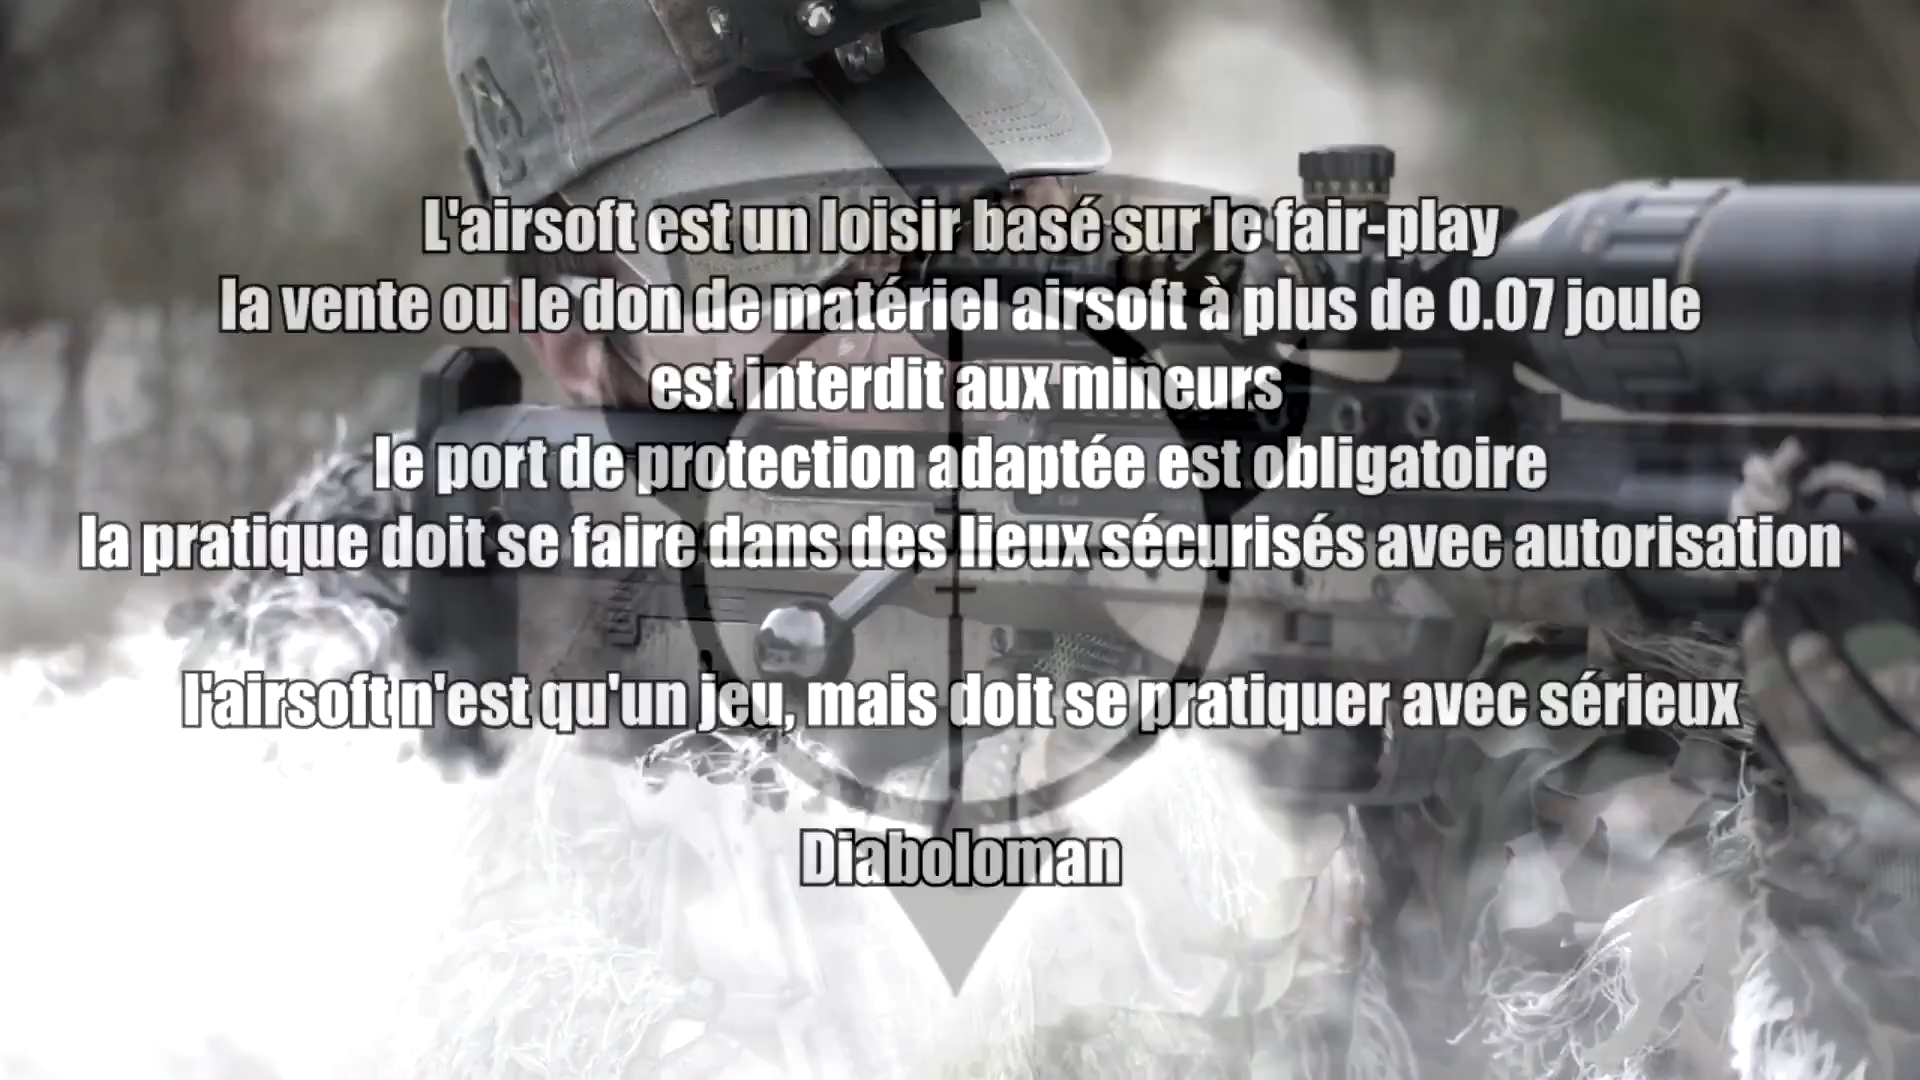 L'airsoft est un loisir basé sur le fair-play
la vente ou le don de matériel airsoft à plus de 0.07 joule
est interdit aux mineurs
le port de protection adaptée est obligatoire
la pratique doit se faire dans des lieux sécurisés avec autorisation
l'airsoft n'est qu'un jeu, mais doit se pratiquer avec sérieux
Diaboloman